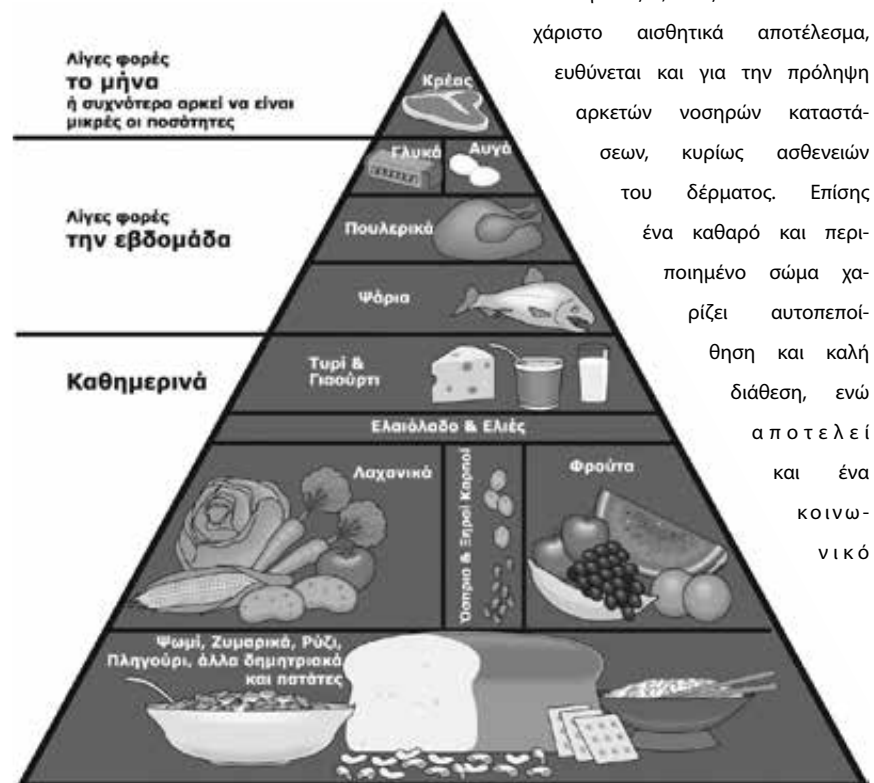 Λίγες φορές
το μήνα
ή συχνότερα αρκεί να είναι
μικρές οι ποσότητες
Κρέας
Γλυκά
Αυγά
Λίγες φορές
την εβδομάδα
Πουλερικά
Ψάρια
Καθημερινά
Τυρί &
Γιαούρτι
Ελαιόλαδο & Ελιές
Λαχανικά
Όσπρια & Ξηροί Καρποί
Φρούτα
Ψωμί, Ζυμαρικά, Ρύζι,
Πληγούρι, άλλα δημητριακά
και πατάτες
χάριστο αισθητικά αποτέλεσμα,
ευθύνεται και για την πρόληψη
αρκετών νοσηρών καταστά-
σεων, κυρίως ασθενειών
του δέρματος. Επίσης
ένα καθαρό και περι-
ποιημένο σώμα χα-
ρίζει αυτοπεποί-
θηση και καλή
διάθεση, ενώ
αποτελεί
και ένα
κοινω-
νικό